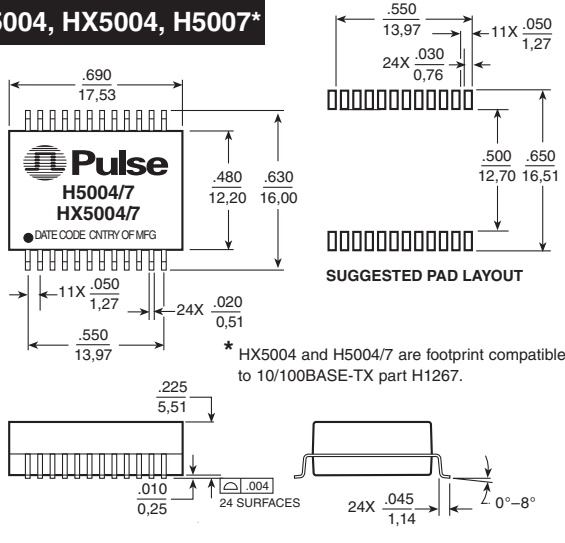 5004, HX5004, H5007*
.690
17,53
Pulse
H5004/7
HX5004/7
DATE CODE CNTRY OF MFG
.480
12,20
.630
16,00
11X .050
1,27
24X .020
0,51
.550
13,97
.550
13,97
11X .050
1,27
24X .030
0,76
.500
12,70
.650
16,51
SUGGESTED PAD LAYOUT
* HX5004 and H5004/7 are footprint compatible
to 10/100BASE-TX part H1267.
.225
5,51
.010
0,25
.004
24 SURFACES
24X .045
1,14
0°–8°